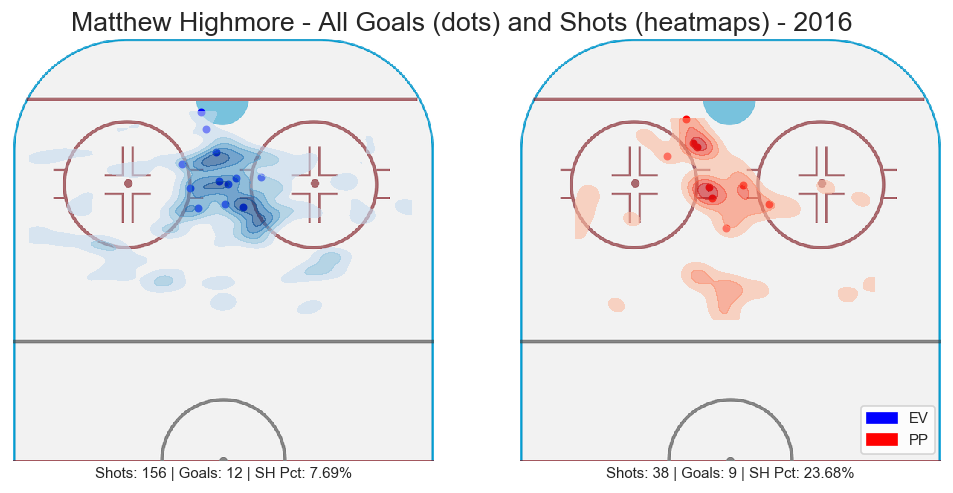 Matthew Highmore - All Goals (dots) and Shots (heatmaps) - 2016
EV
PP
Shots: 156 | Goals: 12 | SH Pct: 7.69%
Shots: 38 | Goals: 9 | SH Pct: 23.68%